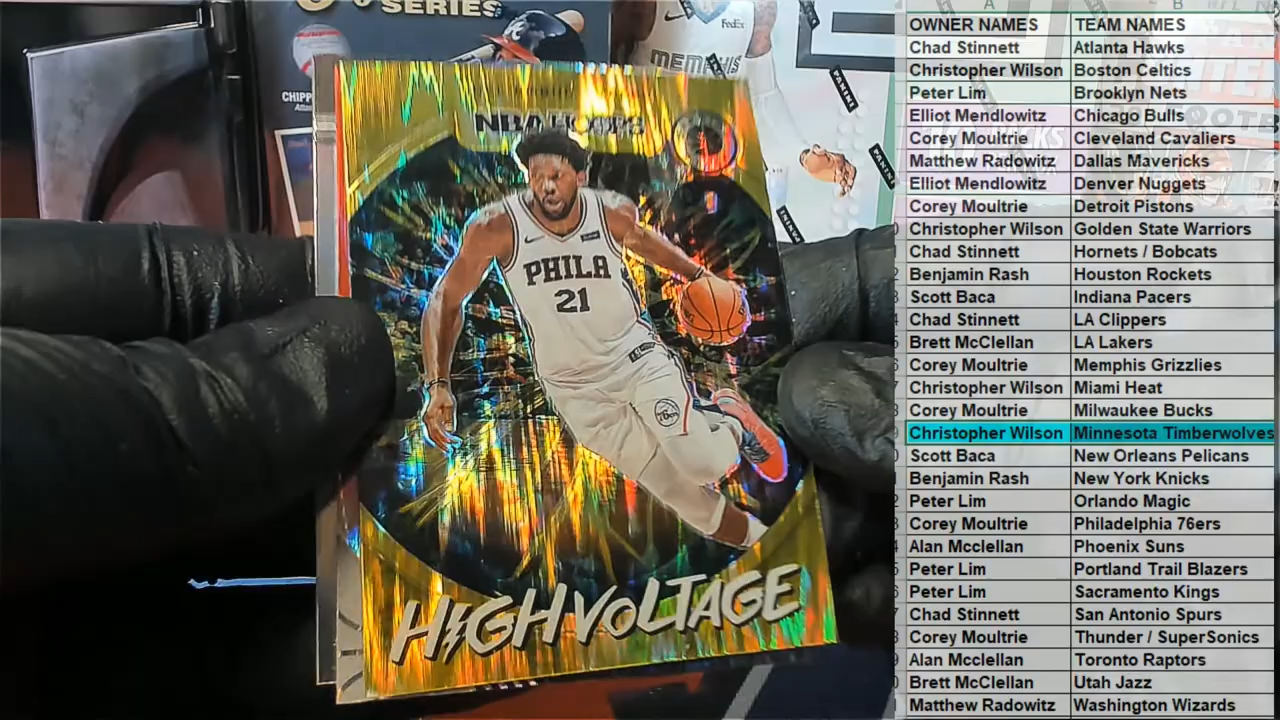 SERIES
FedEx
MEMPHIS
CHIPP
PANINI
PANINI
PANINI
NBA HOOPS
PHILA
21
HIGH VOLTAGE
A B
OWNER NAMES TEAM NAMES
Chad Stinnett Atlanta Hawks
Christopher Wilson Boston Celtics
Peter Lim Brooklyn Nets
Elliot Mendlowitz Chicago Bulls
Corey Moultrie Cleveland Cavaliers
Matthew Radowitz Dallas Mavericks
Elliot Mendlowitz Denver Nuggets
Corey Moultrie Detroit Pistons
Christopher Wilson Golden State Warriors
Chad Stinnett Hornets / Bobcats
Benjamin Rash Houston Rockets
Scott Baca Indiana Pacers
Chad Stinnett LA Clippers
Brett McClellan LA Lakers
Corey Moultrie Memphis Grizzlies
Christopher Wilson Miami Heat
Corey Moultrie Milwaukee Bucks
Christopher Wilson Minnesota Timberwolves
Scott Baca New Orleans Pelicans
Benjamin Rash New York Knicks
Peter Lim Orlando Magic
Corey Moultrie Philadelphia 76ers
Alan Mcclellan Phoenix Suns
Peter Lim Portland Trail Blazers
Peter Lim Sacramento Kings
Chad Stinnett San Antonio Spurs
Corey Moultrie Thunder / SuperSonics
Alan Mcclellan Toronto Raptors
Brett McClellan Utah Jazz
Matthew Radowitz Washington Wizards